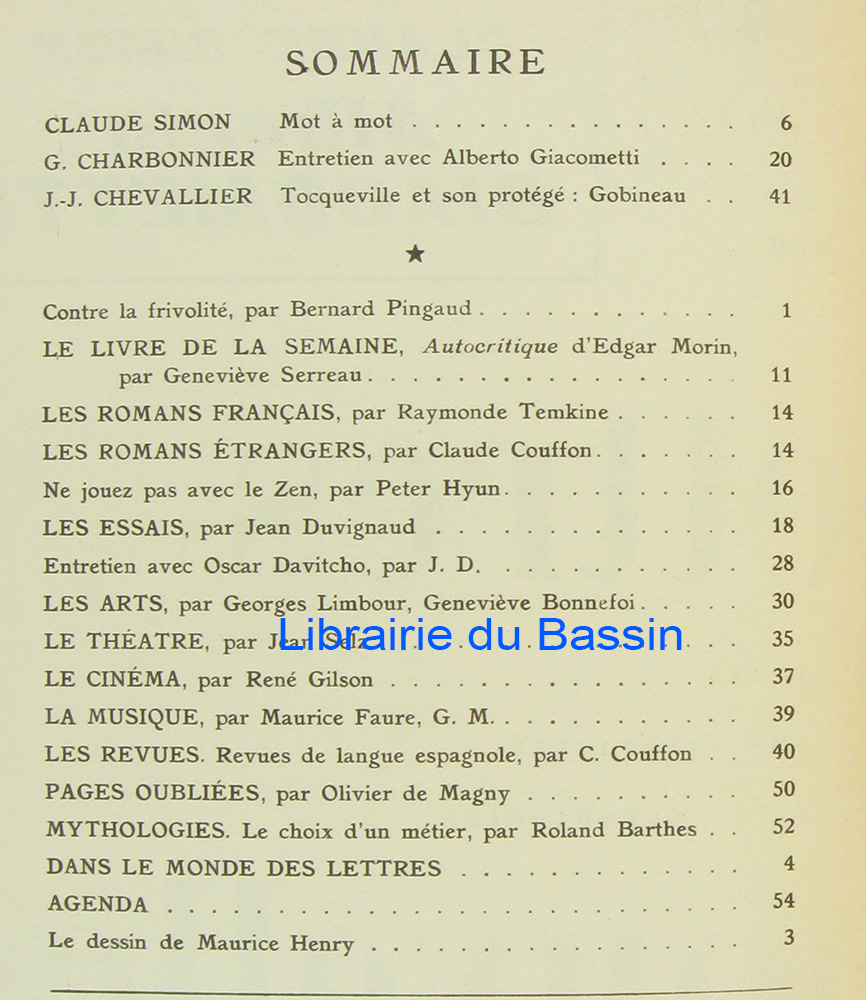 SOMMAIRE
CLAUDE SIMON Mot à mot . . . . . . . . . . . . . . . 6
G. CHARBONNIER Entretien avec Alberto Giacometti . . . . 20
J.-J. CHEVALLIER Tocqueville et son protégé : Gobineau . . 41
★
Contre la frivolité, par Bernard Pingaud . . . . . . . . . . . . 1
LE LIVRE DE LA SEMAINE, Autocritique d'Edgar Morin,
par Geneviève Serreau . . . . . . . . . . . . . . . . 11
LES ROMANS FRANÇAIS, par Raymonde Temkine . . . . . . 14
LES ROMANS ÉTRANGERS, par Claude Couffon . . . . . . . 14
Ne jouez pas avec le Zen, par Peter Hyun . . . . . . . . . . . 16
LES ESSAIS, par Jean Duvignaud . . . . . . . . . . . . . . 18
Entretien avec Oscar Davitcho, par J. D. . . . . . . . . . . . 28
LES ARTS, par Georges Limbour, Geneviève Bonnefoi . . . . . 30
LE THÉATRE, par Jean Selz . . . . . . . . . . . . . . . . 35
Librairie du Bassin
LE CINÉMA, par René Gilson . . . . . . . . . . . . . . . . 37
LA MUSIQUE, par Maurice Faure, G. M. . . . . . . . . . . . 39
LES REVUES. Revues de langue espagnole, par C. Couffon . . 40
PAGES OUBLIÉES, par Olivier de Magny . . . . . . . . . . 50
MYTHOLOGIES. Le choix d'un métier, par Roland Barthes . . 52
DANS LE MONDE DES LETTRES . . . . . . . . . . . . . 4
AGENDA . . . . . . . . . . . . . . . . . . . . . . . . . . 54
Le dessin de Maurice Henry . . . . . . . . . . . . . . . . . 3